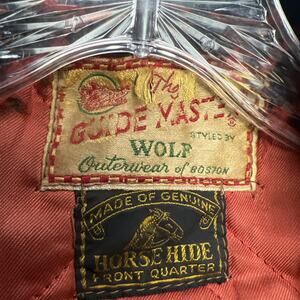 The
GUIDE MASTER
STYLED BY
WOLF
Outerwear of BOSTON
MADE OF GENUINE
HORSE HIDE
FRONT QUARTER